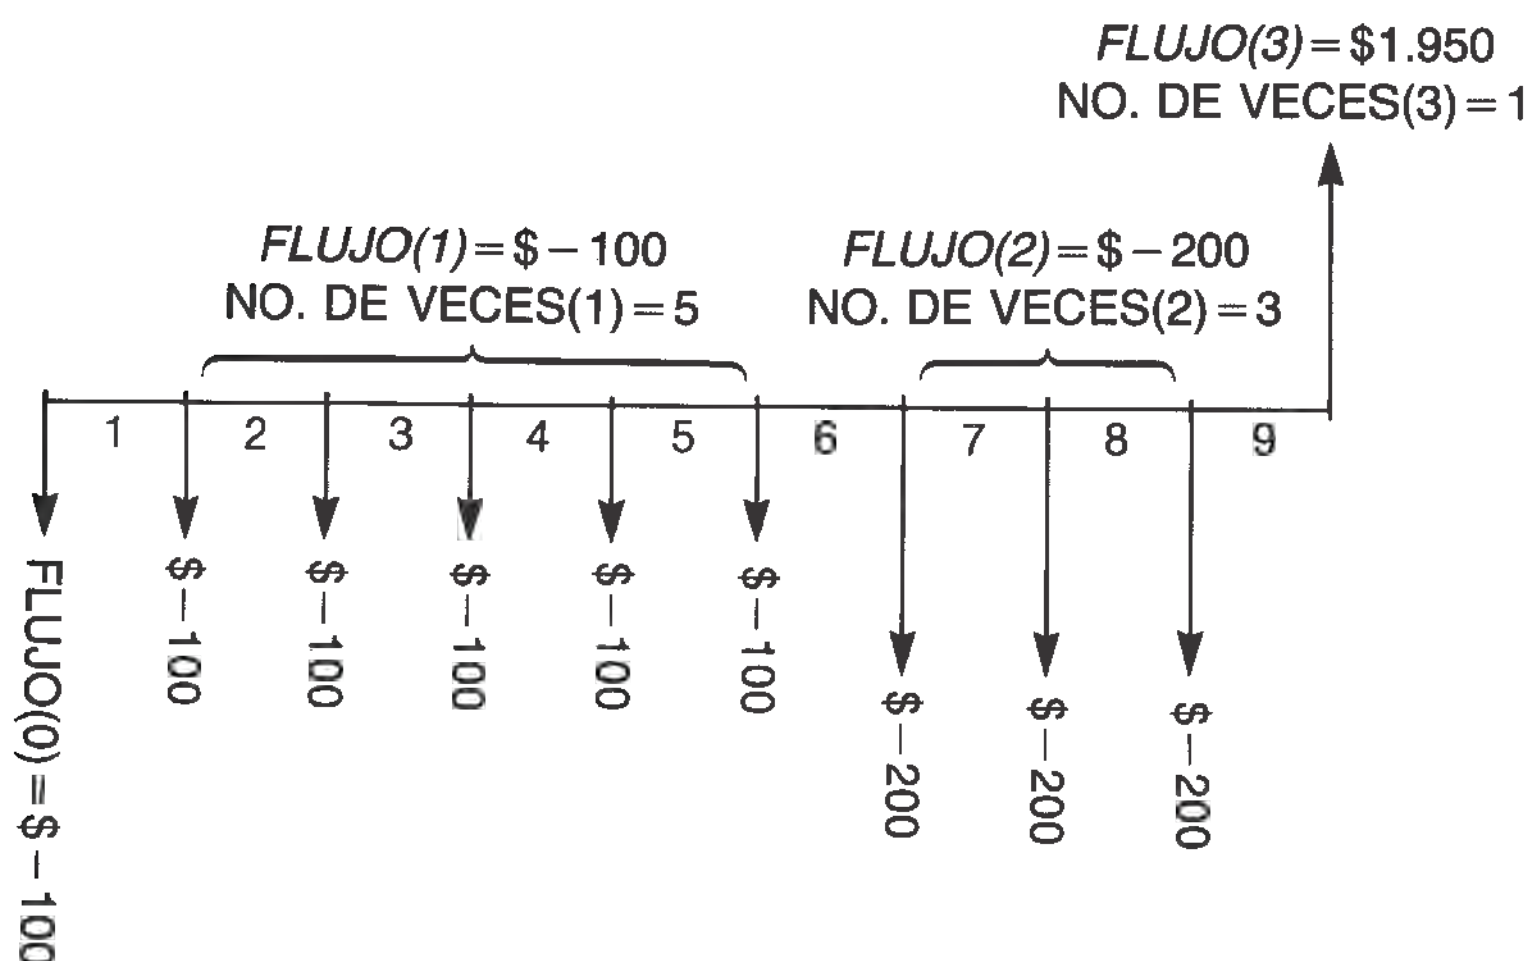 FLUJO(3)=$1.950
NO. DE VECES(3)=1
FLUJO(1)=$-100
NO. DE VECES(1)=5
FLUJO(2)=$-200
NO. DE VECES(2)=3
1 2 3 4 5 6 7 8 9
FLUJO(0)=$-100
$-100
$-100
$-100
$-100
$-100
$-200
$-200
$-200